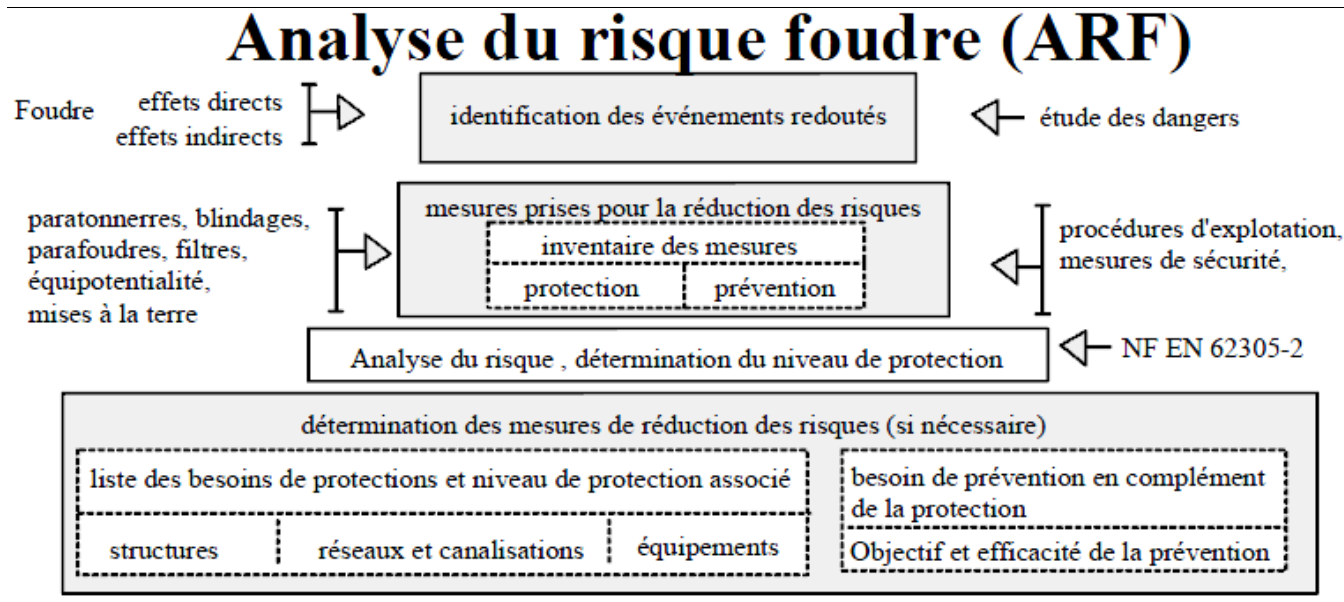 Analyse du risque foudre (ARF)
Foudre
effets directs
effets indirects
identification des événements redoutés
étude des dangers
paratonnerres, blindages,
parafoudres, filtres,
équipotentialité,
mises à la terre
mesures prises pour la réduction des risques
inventaire des mesures
protection
prévention
procédures d'explotation,
mesures de sécurité,
Analyse du risque , détermination du niveau de protection
NF EN 62305-2
détermination des mesures de réduction des risques (si nécessaire)
liste des besoins de protections et niveau de protection associé
structures
réseaux et canalisations
équipements
besoin de prévention en complément
de la protection
Objectif et efficacité de la prévention